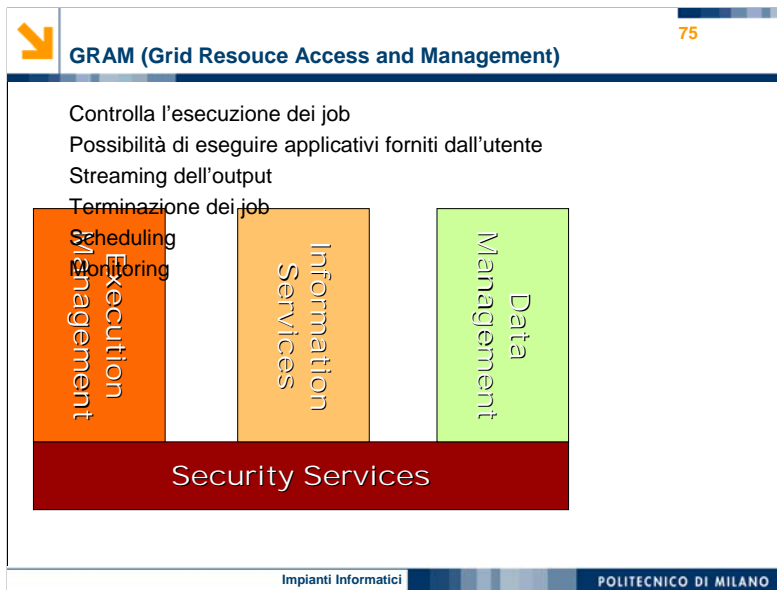 75
GRAM (Grid Resouce Access and Management)
Controlla l'esecuzione dei job
Possibilità di eseguire applicativi forniti dall'utente
Streaming dell'output
Terminazione dei job
Scheduling
Monitoring
Execution
Management
Information
Services
Data
Management
Security Services
Impianti Informatici
POLITECNICO DI MILANO